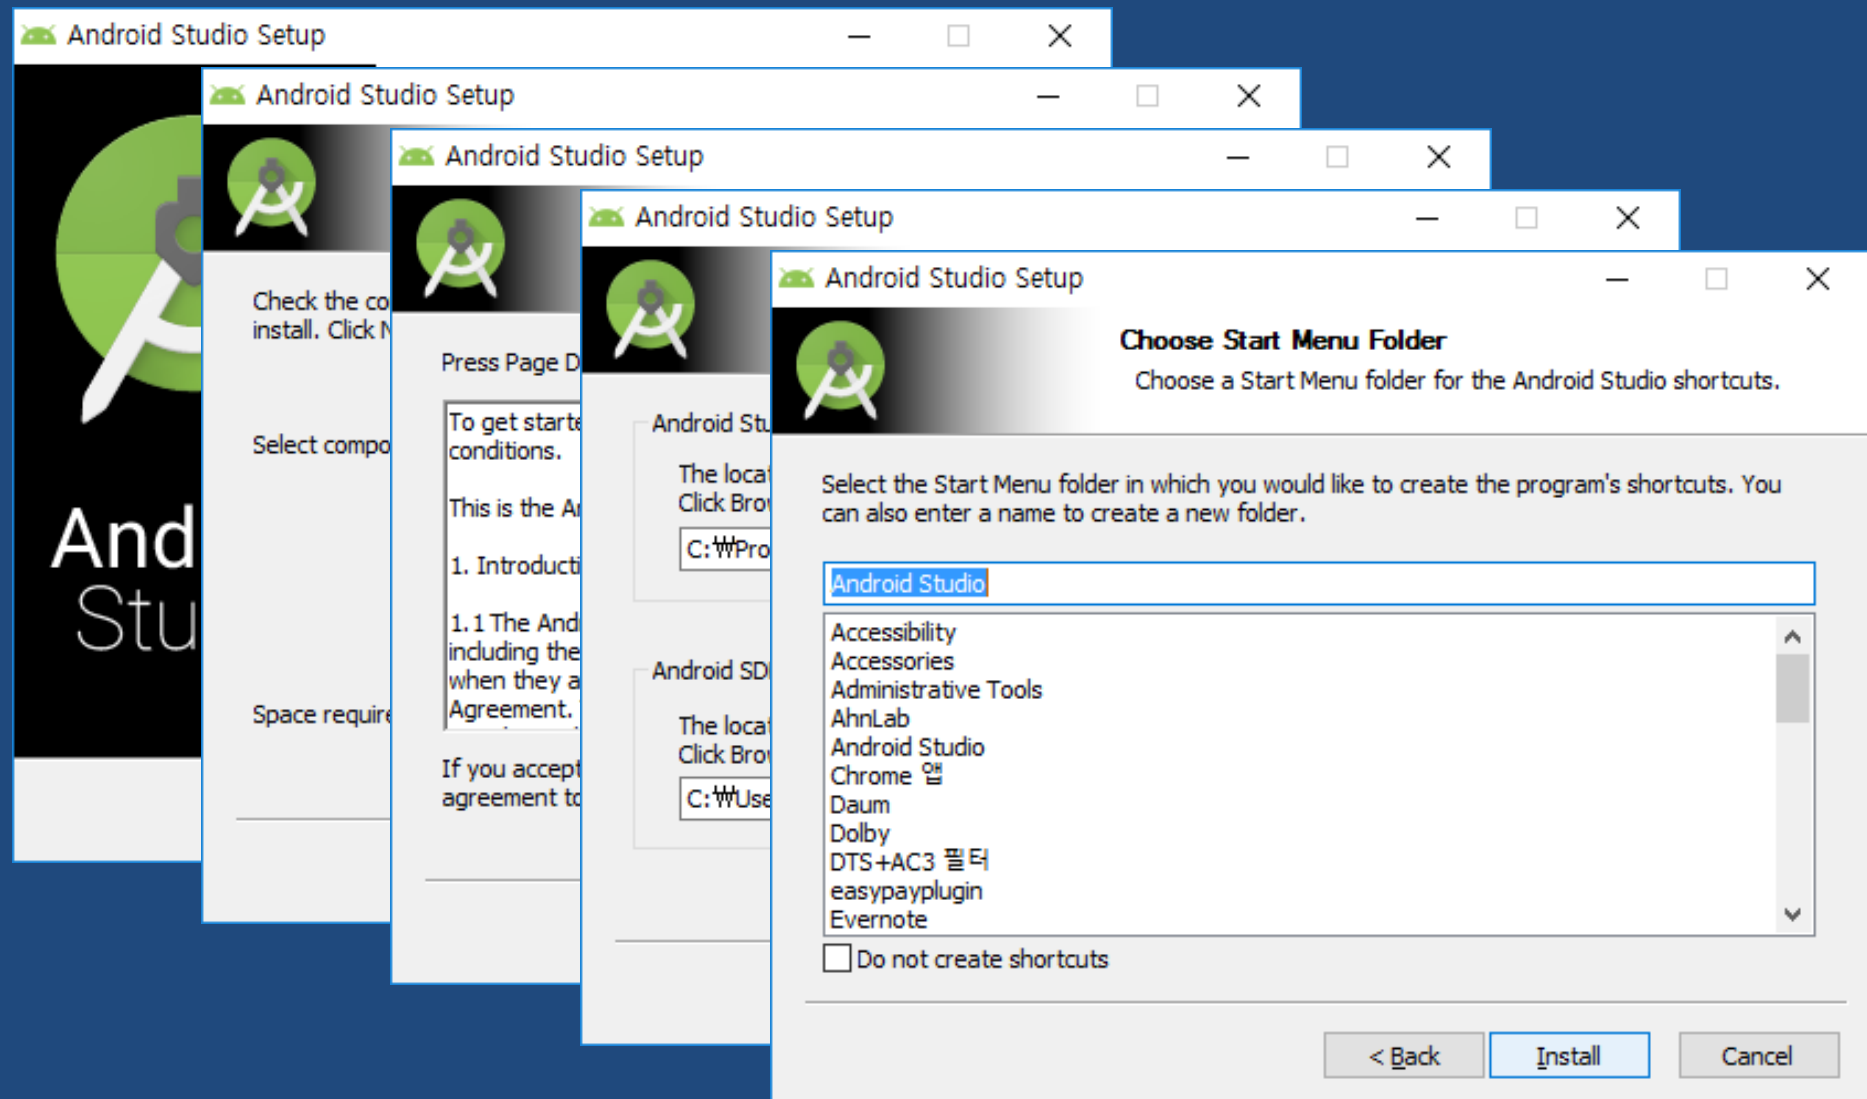 Android Studio Setup
And
Stu
Android Studio Setup
Check the co
install. Click N
Select compo
Space require
Android Studio Setup
Press Page D
To get starte
conditions.
This is the An
1. Introducti
1.1 The And
including the
when they a
Agreement.
If you accept
agreement to
Android Studio Setup
Android Stu
The locat
Click Brow
C:₩Pro
Android SD
The locat
Click Brow
C:₩Use
Android Studio Setup
Choose Start Menu Folder
Choose a Start Menu folder for the Android Studio shortcuts.
Select the Start Menu folder in which you would like to create the program's shortcuts. You
can also enter a name to create a new folder.
Android Studio
Accessibility
Accessories
Administrative Tools
AhnLab
Android Studio
Chrome 앱
Daum
Dolby
DTS+AC3 필터
easypayplugin
Evernote
Do not create shortcuts
< Back Install Cancel